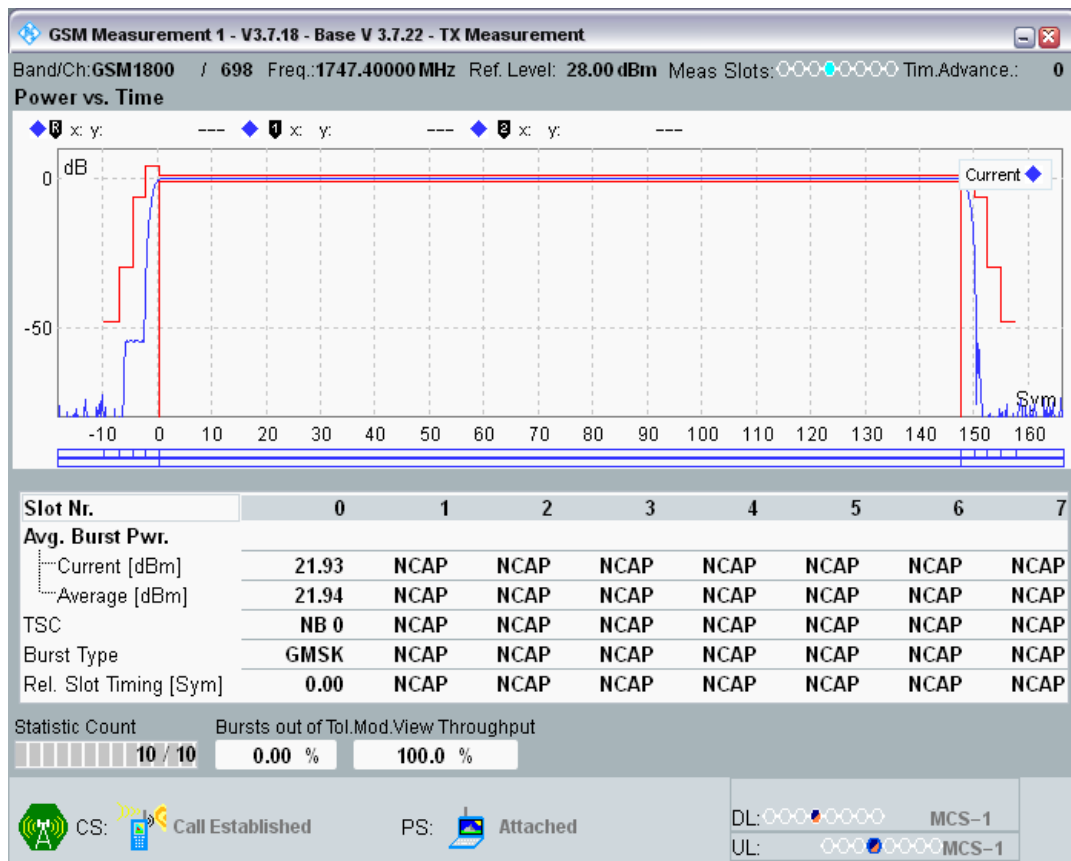 GSM Measurement 1 - V3.7.18 - Base V 3.7.22 - TX Measurement
Band/Ch:GSM1800 / 698 Freq.:1747.40000 MHz Ref. Level: 28.00 dBm Meas Slots: Tim.Advance.: 0
Power vs. Time
R x: y: --- 1 x: y: --- 2 x: y: ---
dB
Current
0
-50
Sym
-10 0 10 20 30 40 50 60 70 80 90 100 110 120 130 140 150 160
Slot Nr. 0 1 2 3 4 5 6 7
Avg. Burst Pwr.
Current [dBm] 21.93 NCAP NCAP NCAP NCAP NCAP NCAP NCAP
Average [dBm] 21.94 NCAP NCAP NCAP NCAP NCAP NCAP NCAP
TSC NB 0 NCAP NCAP NCAP NCAP NCAP NCAP NCAP
Burst Type GMSK NCAP NCAP NCAP NCAP NCAP NCAP NCAP
Rel. Slot Timing [Sym] 0.00 NCAP NCAP NCAP NCAP NCAP NCAP NCAP
Statistic Count Bursts out of Tol.Mod.View Throughput
10 / 10 0.00 % 100.0 %
CS: Call Established PS: Attached
DL: MCS-1
UL: MCS-1